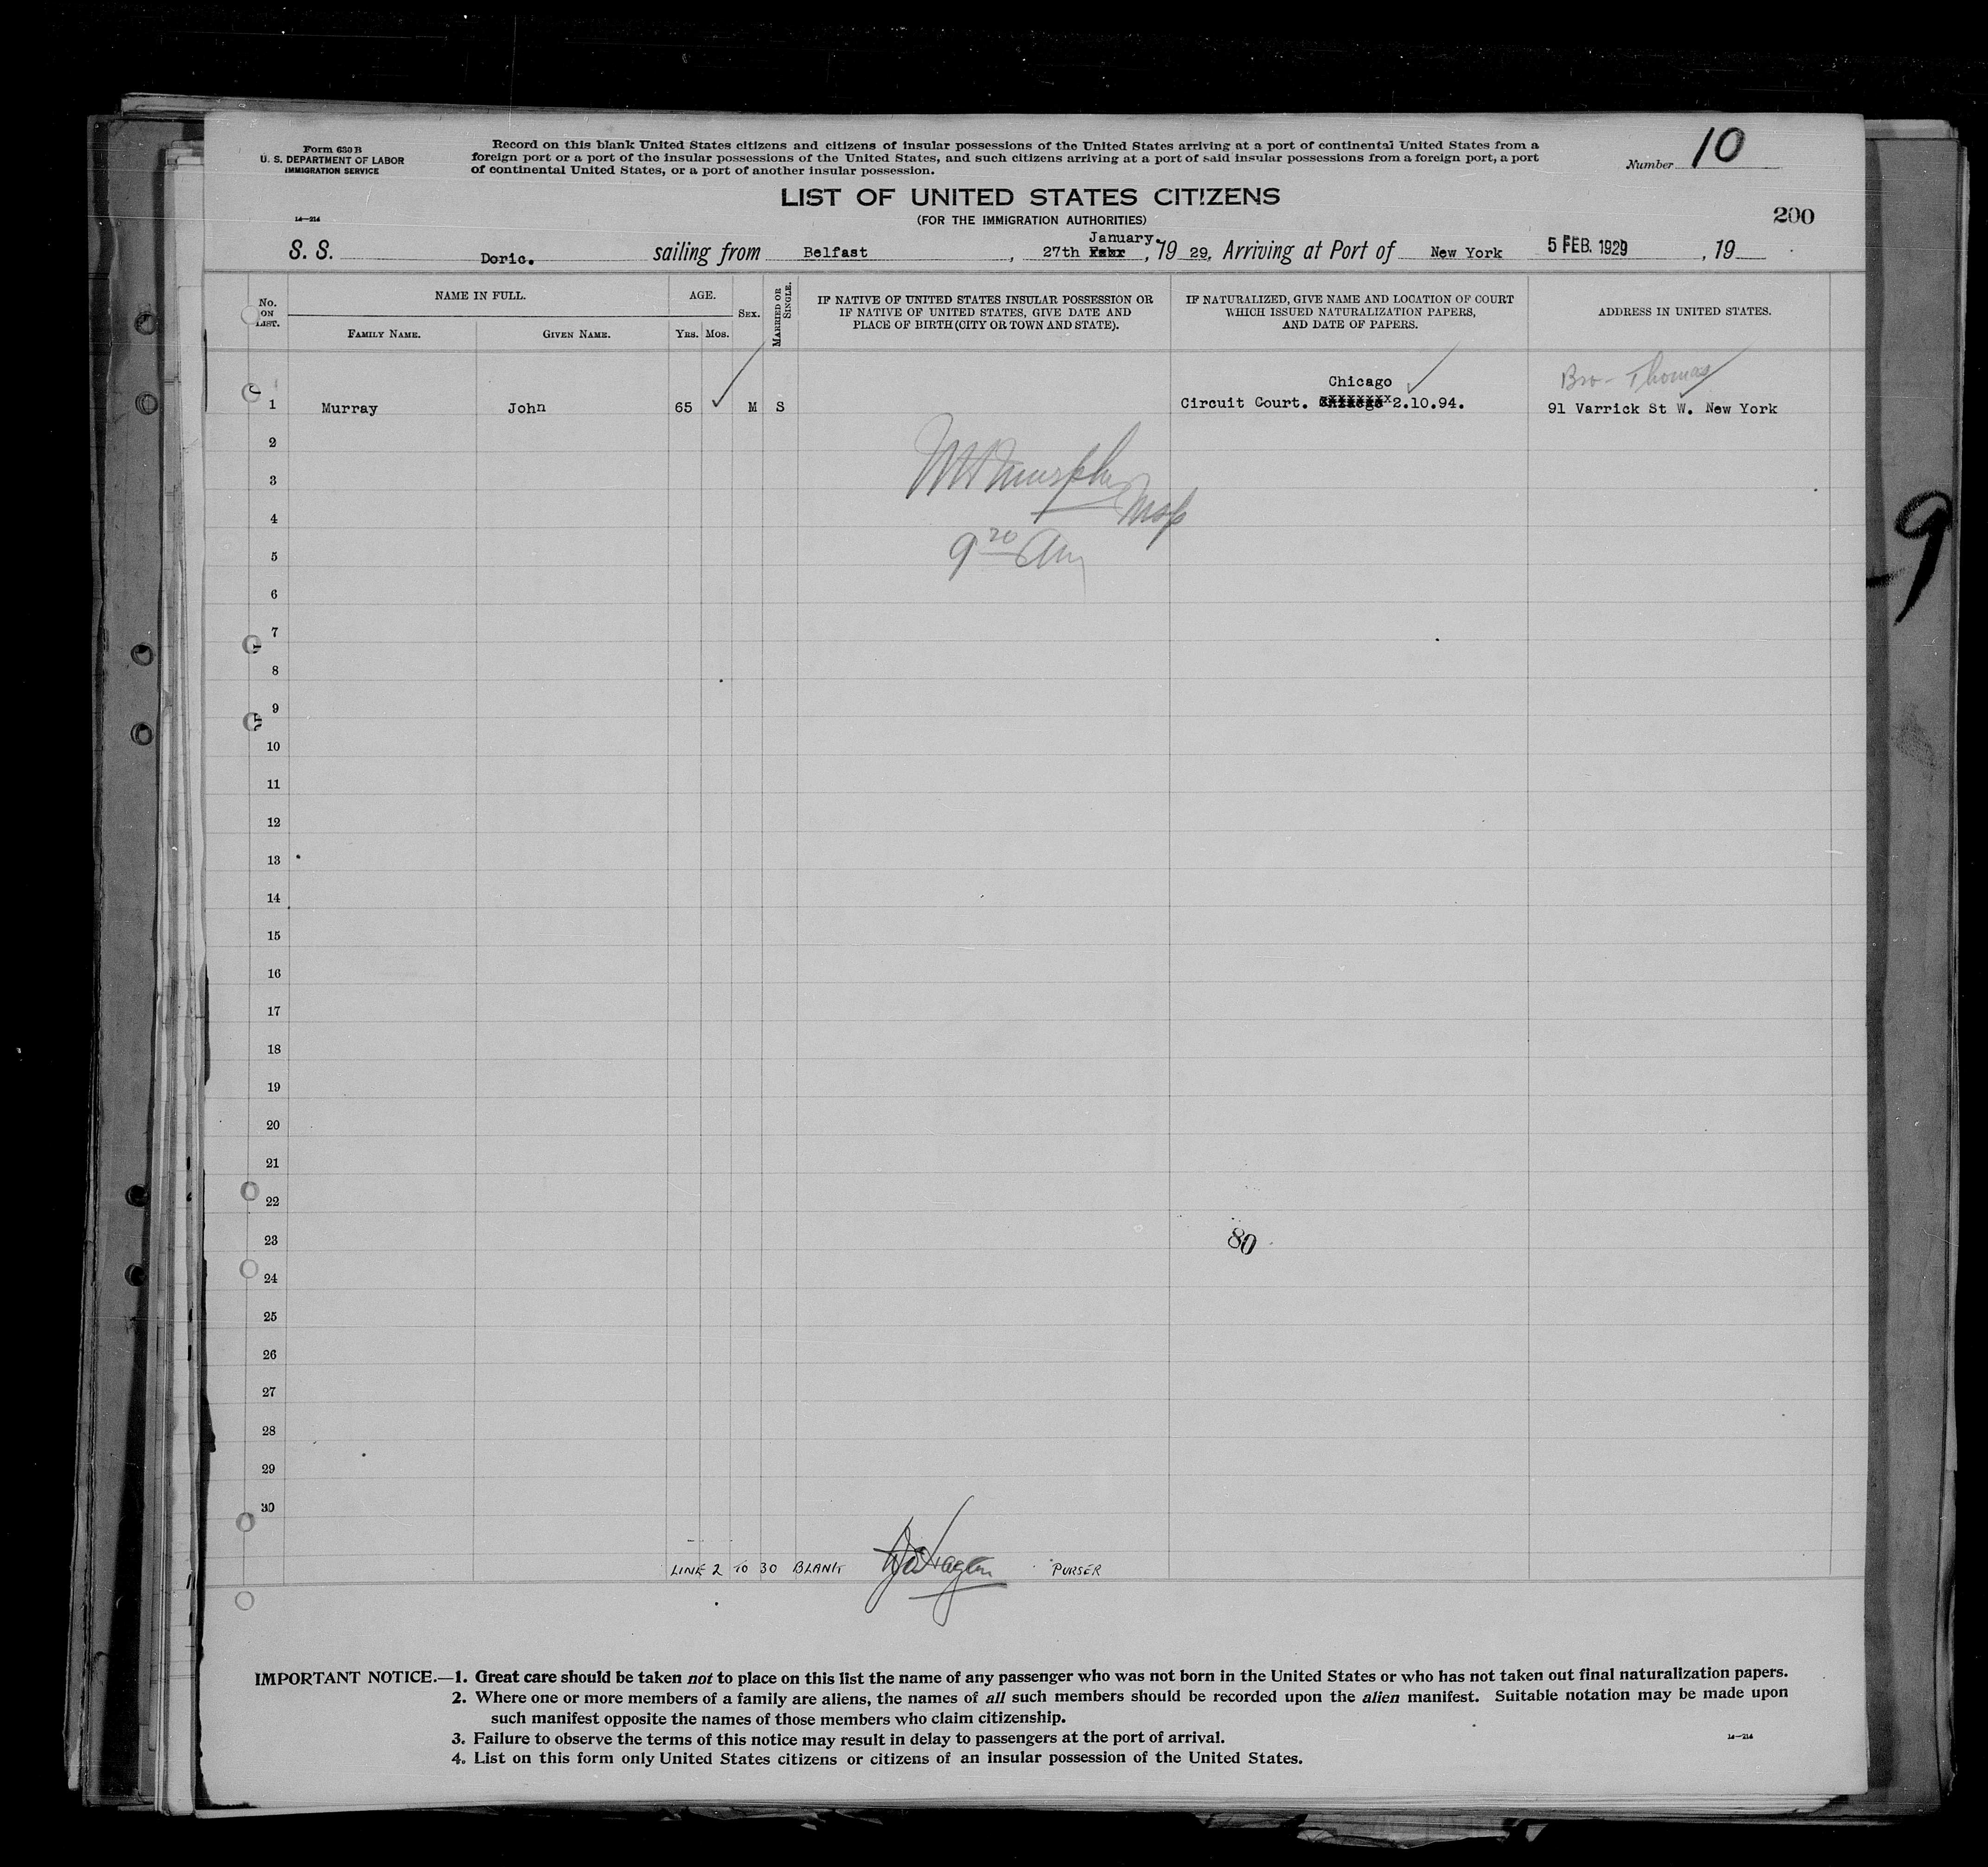 Form 630 B
U. S. DEPARTMENT OF LABOR
IMMIGRATION SERVICE
14—214
Record on this blank United States citizens and citizens of insular possessions of the United States arriving at a port of continental United States from a
foreign port or a port of the insular possessions of the United States, and such citizens arriving at a port of said insular possessions from a foreign port, a port
of continental United States, or a port of another insular possession.
Number 10
LIST OF UNITED STATES CITIZENS
(FOR THE IMMIGRATION AUTHORITIES)
200
January.
S. S. Doric. sailing from Belfast, 27th, 19 29, Arriving at Port of New York 5 FEB. 1929, 19
No. ON LIST.
NAME IN FULL.
FAMILY NAME.
GIVEN NAME.
AGE.
YRS.
MOS.
SEX.
MARRIED OR SINGLE.
IF NATIVE OF UNITED STATES INSULAR POSSESSION OR
IF NATIVE OF UNITED STATES, GIVE DATE AND
PLACE OF BIRTH (CITY OR TOWN AND STATE).
IF NATURALIZED, GIVE NAME AND LOCATION OF COURT
WHICH ISSUED NATURALIZATION PAPERS,
AND DATE OF PAPERS.
ADDRESS IN UNITED STATES.
Chicago
Bro- Thomas
1 Murray John 65 M S Circuit Court. 2.10.94. 91 Varrick St W. New York
2
Murphy
3
Insp
4
9 20 Am
5
6
7
8
9
10
11
12
13
14
15
16
17
18
19
20
21
22
23
80
24
25
26
27
28
29
30
LINE 2 TO 30 BLANK
PURSER
9
IMPORTANT NOTICE.—1. Great care should be taken not to place on this list the name of any passenger who was not born in the United States or who has not taken out final naturalization papers.
2. Where one or more members of a family are aliens, the names of all such members should be recorded upon the alien manifest. Suitable notation may be made upon
such manifest opposite the names of those members who claim citizenship.
3. Failure to observe the terms of this notice may result in delay to passengers at the port of arrival.
4. List on this form only United States citizens or citizens of an insular possession of the United States.
14—214